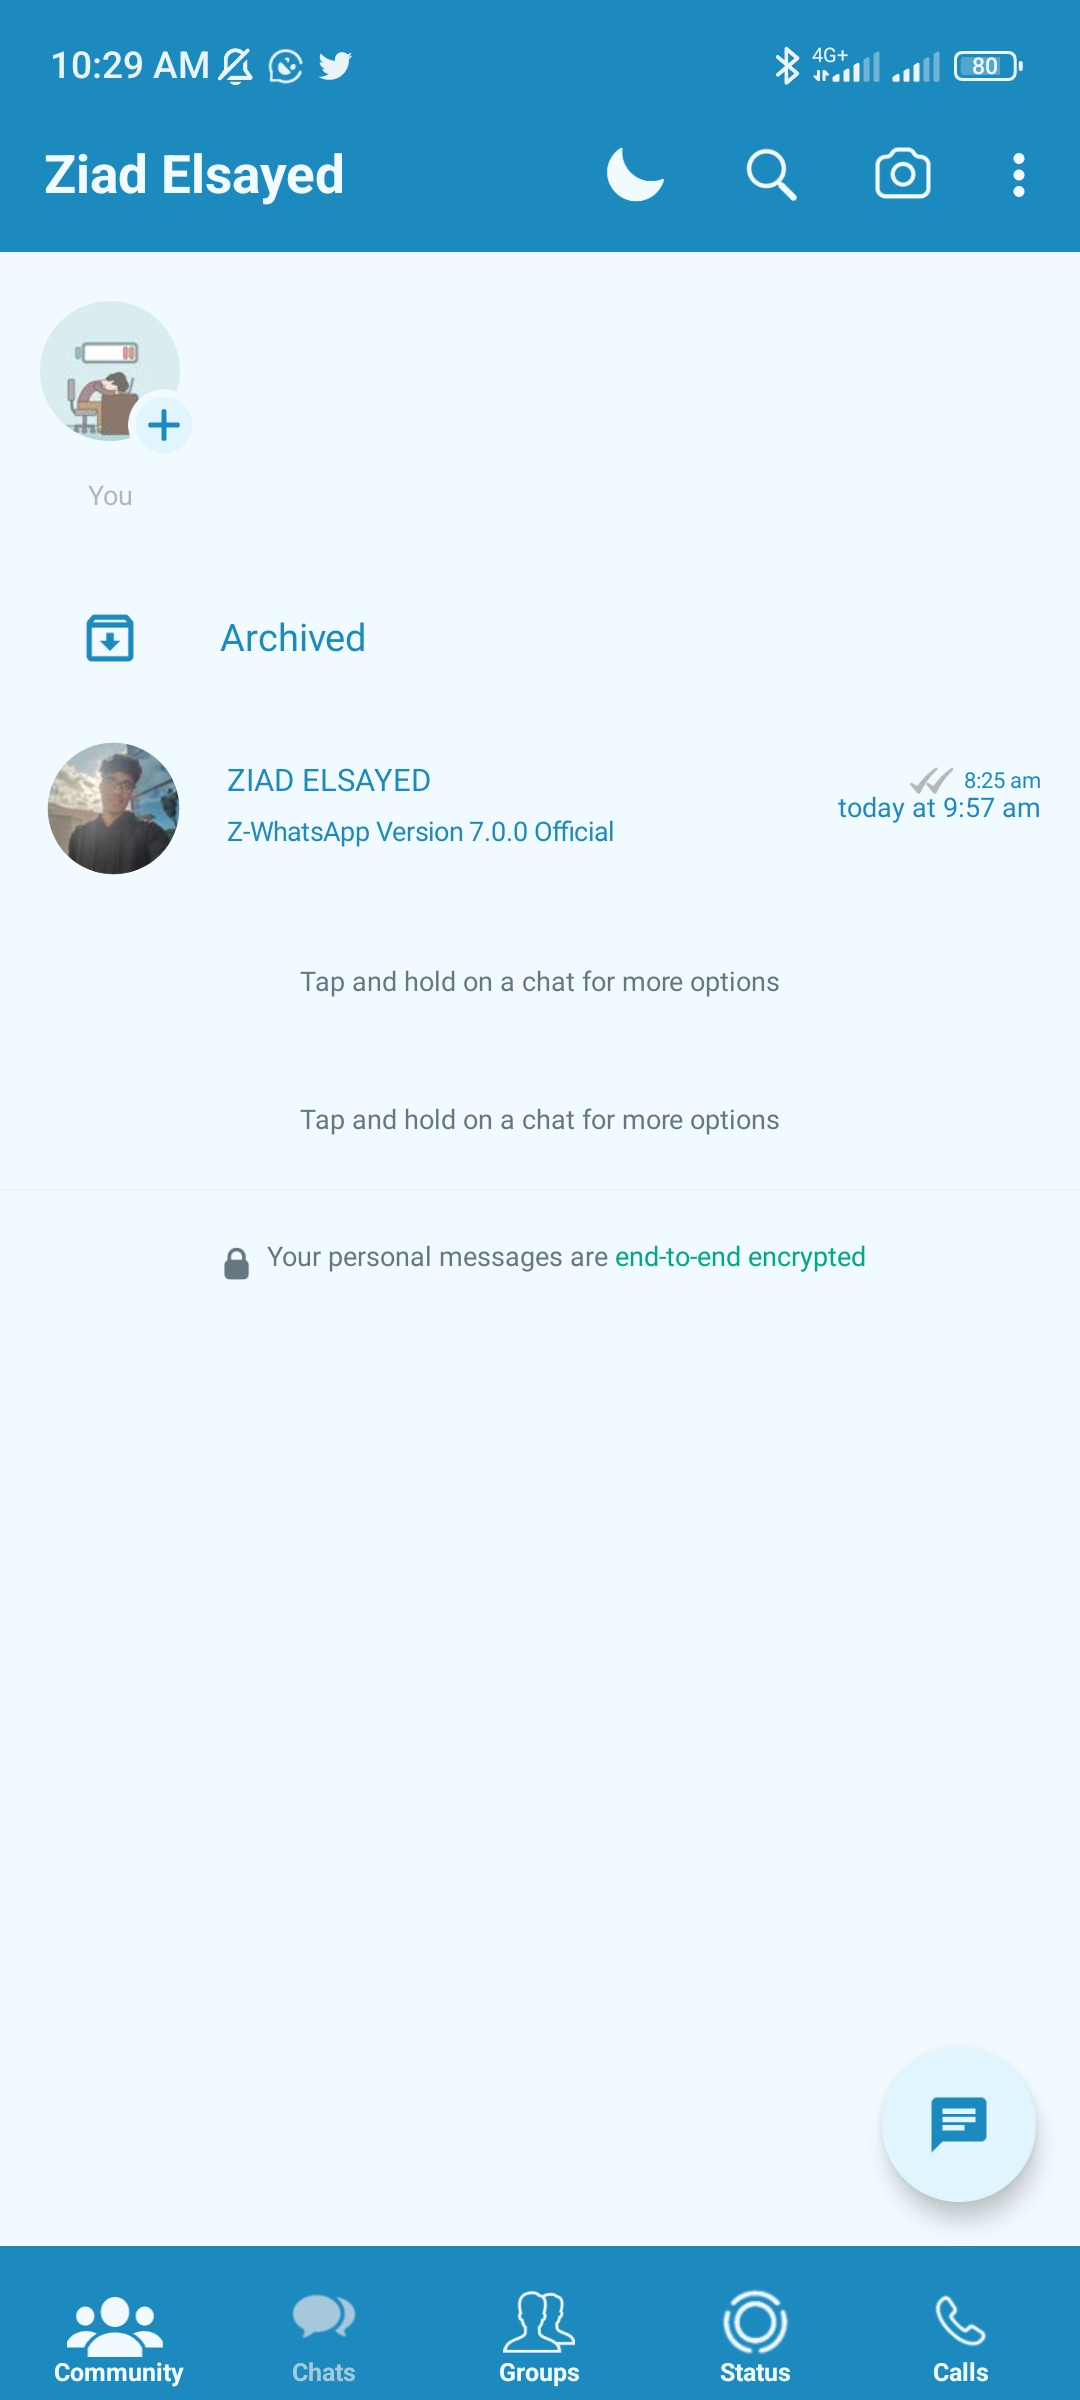 10:29 AM
4G+
80
Ziad Elsayed
You
Archived
ZIAD ELSAYED
8:25 am
today at 9:57 am
Z-WhatsApp Version 7.0.0 Official
Tap and hold on a chat for more options
Tap and hold on a chat for more options
Your personal messages are end-to-end encrypted
Community
Chats
Groups
Status
Calls